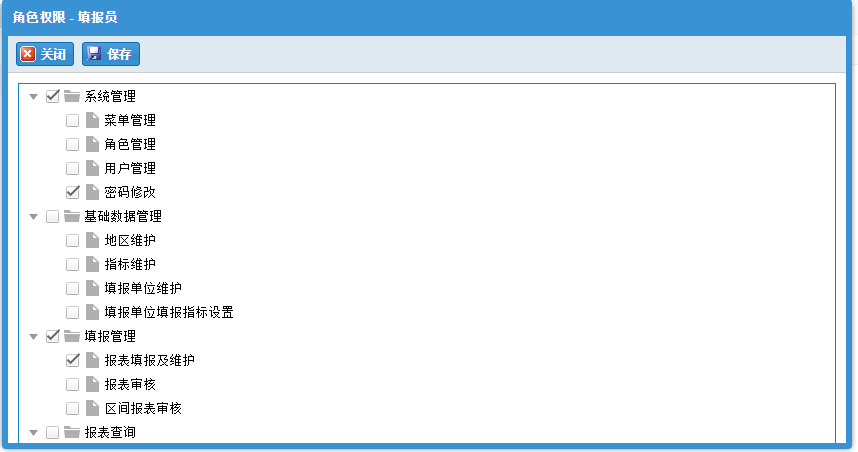 角色权限 - 填报员
关闭 保存
系统管理
菜单管理
角色管理
用户管理
密码修改
基础数据管理
地区维护
指标维护
填报单位维护
填报单位填报指标设置
填报管理
报表填报及维护
报表审核
区间报表审核
报表查询